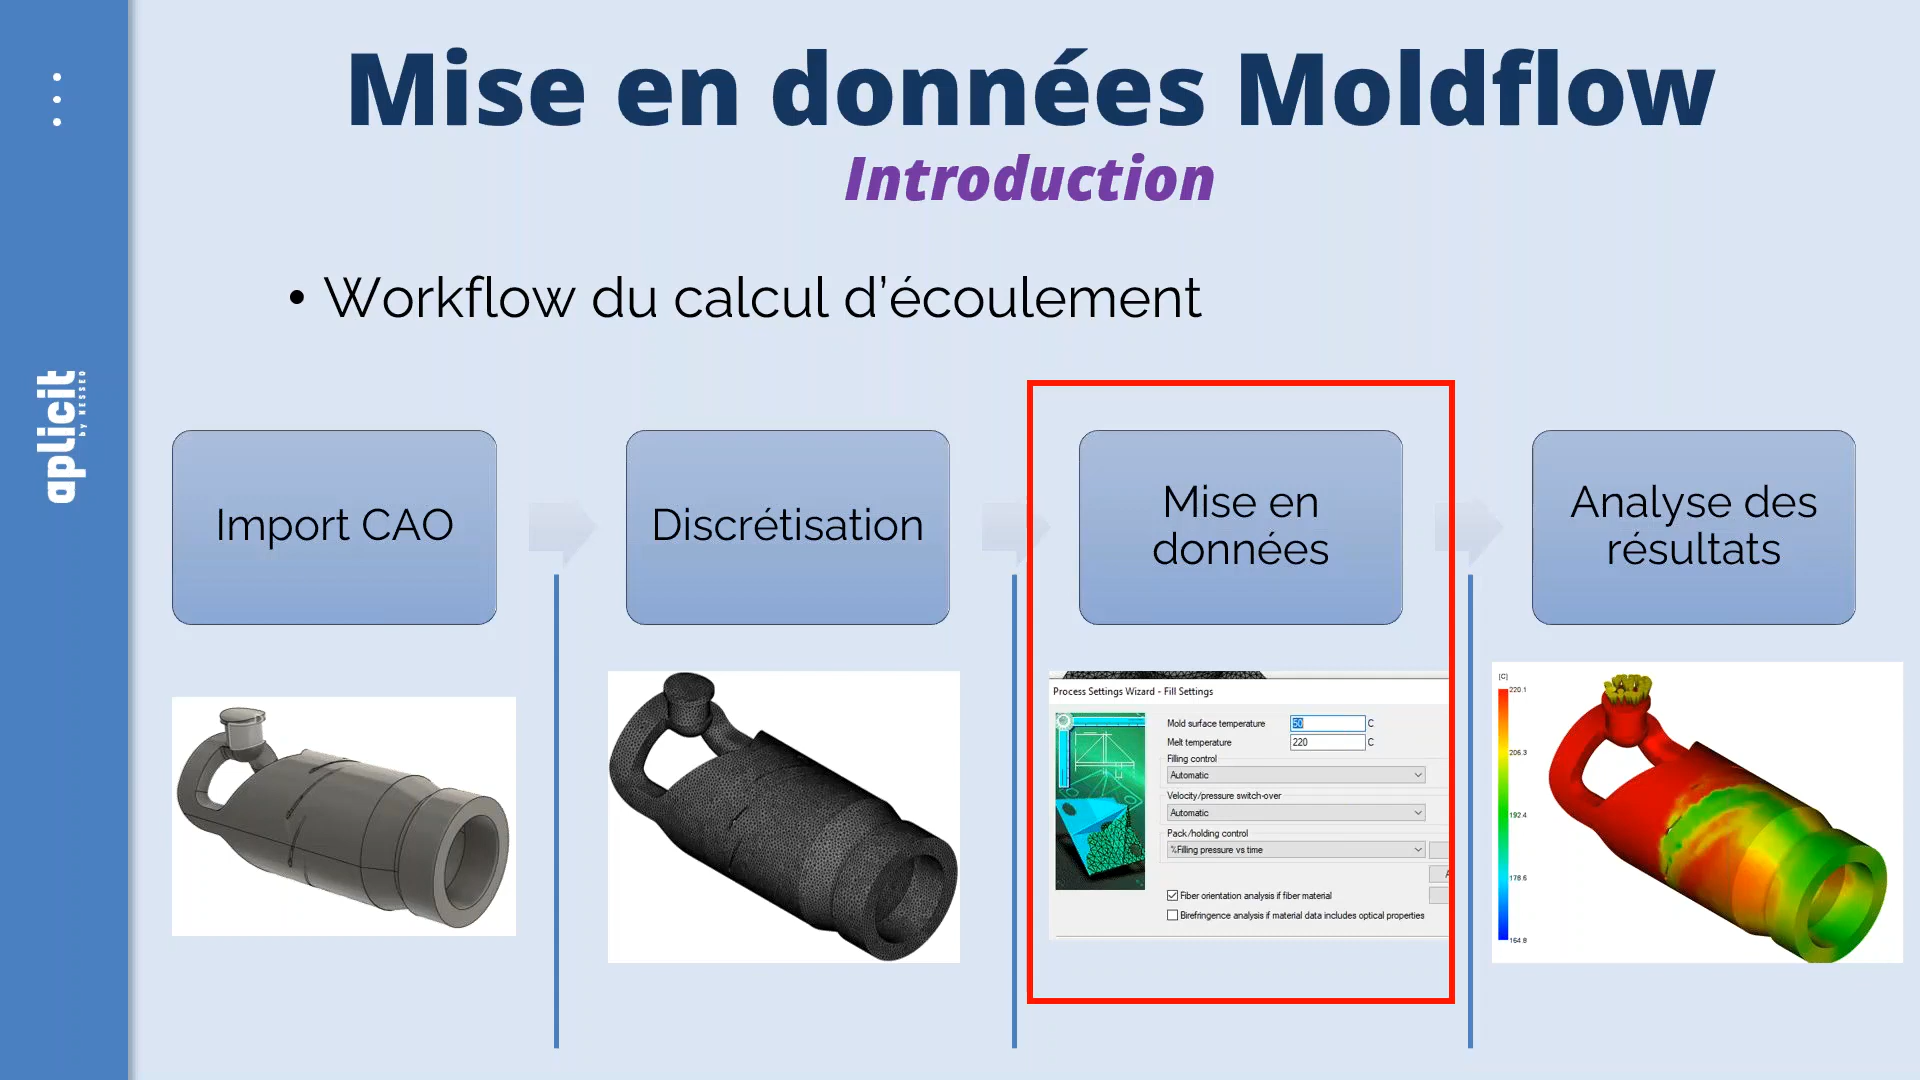 Mise en données Moldflow
Introduction
• Workflow du calcul d'écoulement
aplicit
by NESSEO
Import CAO
Discrétisation
Mise en
données
Analyse des
résultats
Process Settings Wizard - Fill Settings
Mold surface temperature 50 C
Melt temperature 220 C
Filling control
Automatic
Velocity/pressure switch-over
Automatic
Pack/holding control
%Filling pressure vs time
Fiber orientation analysis if fiber material
Birefringence analysis if material data includes optical properties
[C]
220.1
206.3
192.4
178.6
164.8